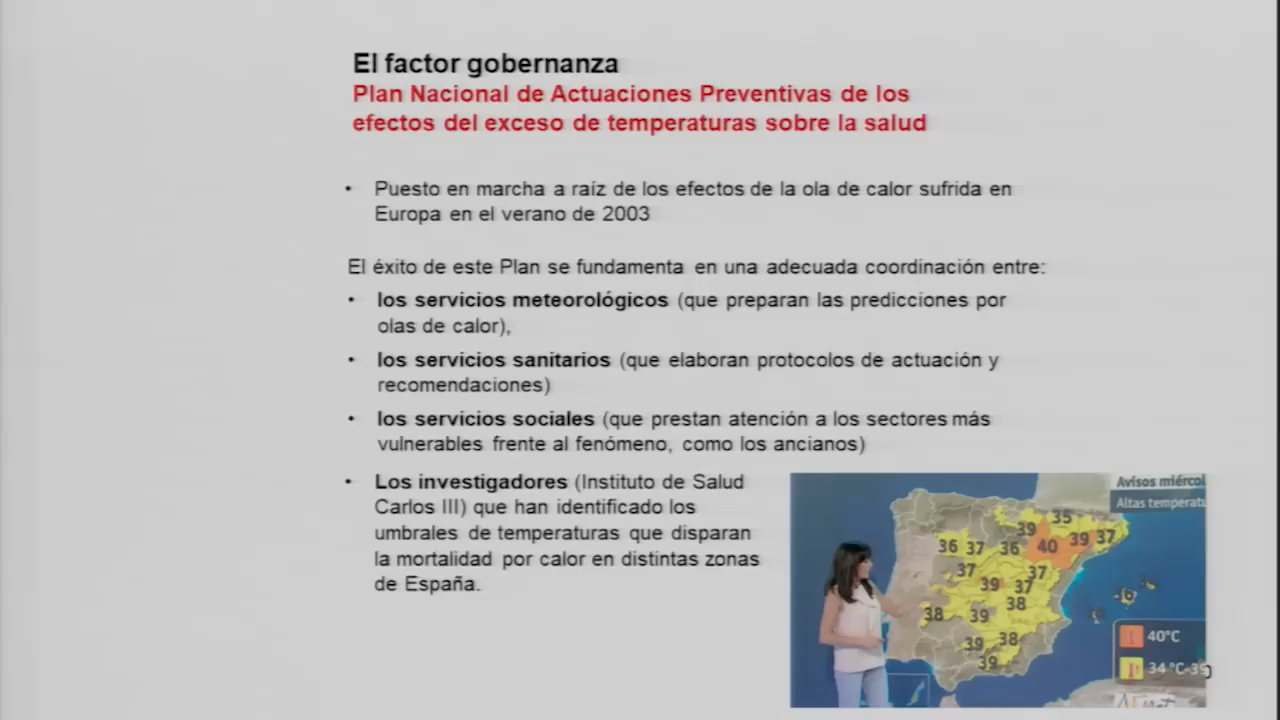 El factor gobernanza
Plan Nacional de Actuaciones Preventivas de los
efectos del exceso de temperaturas sobre la salud
• Puesto en marcha a raíz de los efectos de la ola de calor sufrida en
Europa en el verano de 2003
El éxito de este Plan se fundamenta en una adecuada coordinación entre:
• los servicios meteorológicos (que preparan las predicciones por
olas de calor),
• los servicios sanitarios (que elaboran protocolos de actuación y
recomendaciones)
• los servicios sociales (que prestan atención a los sectores más
vulnerables frente al fenómeno, como los ancianos)
• Los investigadores (Instituto de Salud
Carlos III) que han identificado los
umbrales de temperaturas que disparan
la mortalidad por calor en distintas zonas
de España.
Avisos miércol
Altas temperatu
35
39
36 37 36 40 39 37
37 37
39 37
38
38 39
39 38
39
36
40°C
34 °C-39